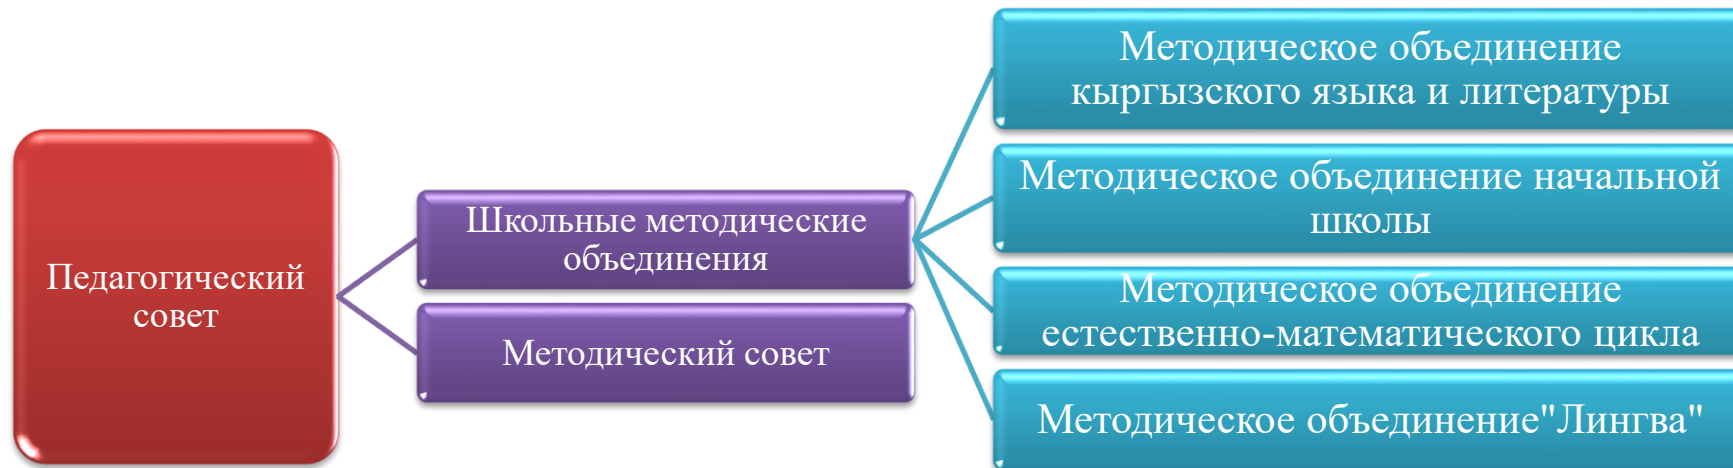 Педагогический
совет
Школьные методические
объединения
Методический совет
Методическое объединение
кыргызского языка и литературы
Методическое объединение начальной
школы
Методическое объединение
естественно-математического цикла
Методическое объединение"Лингва"